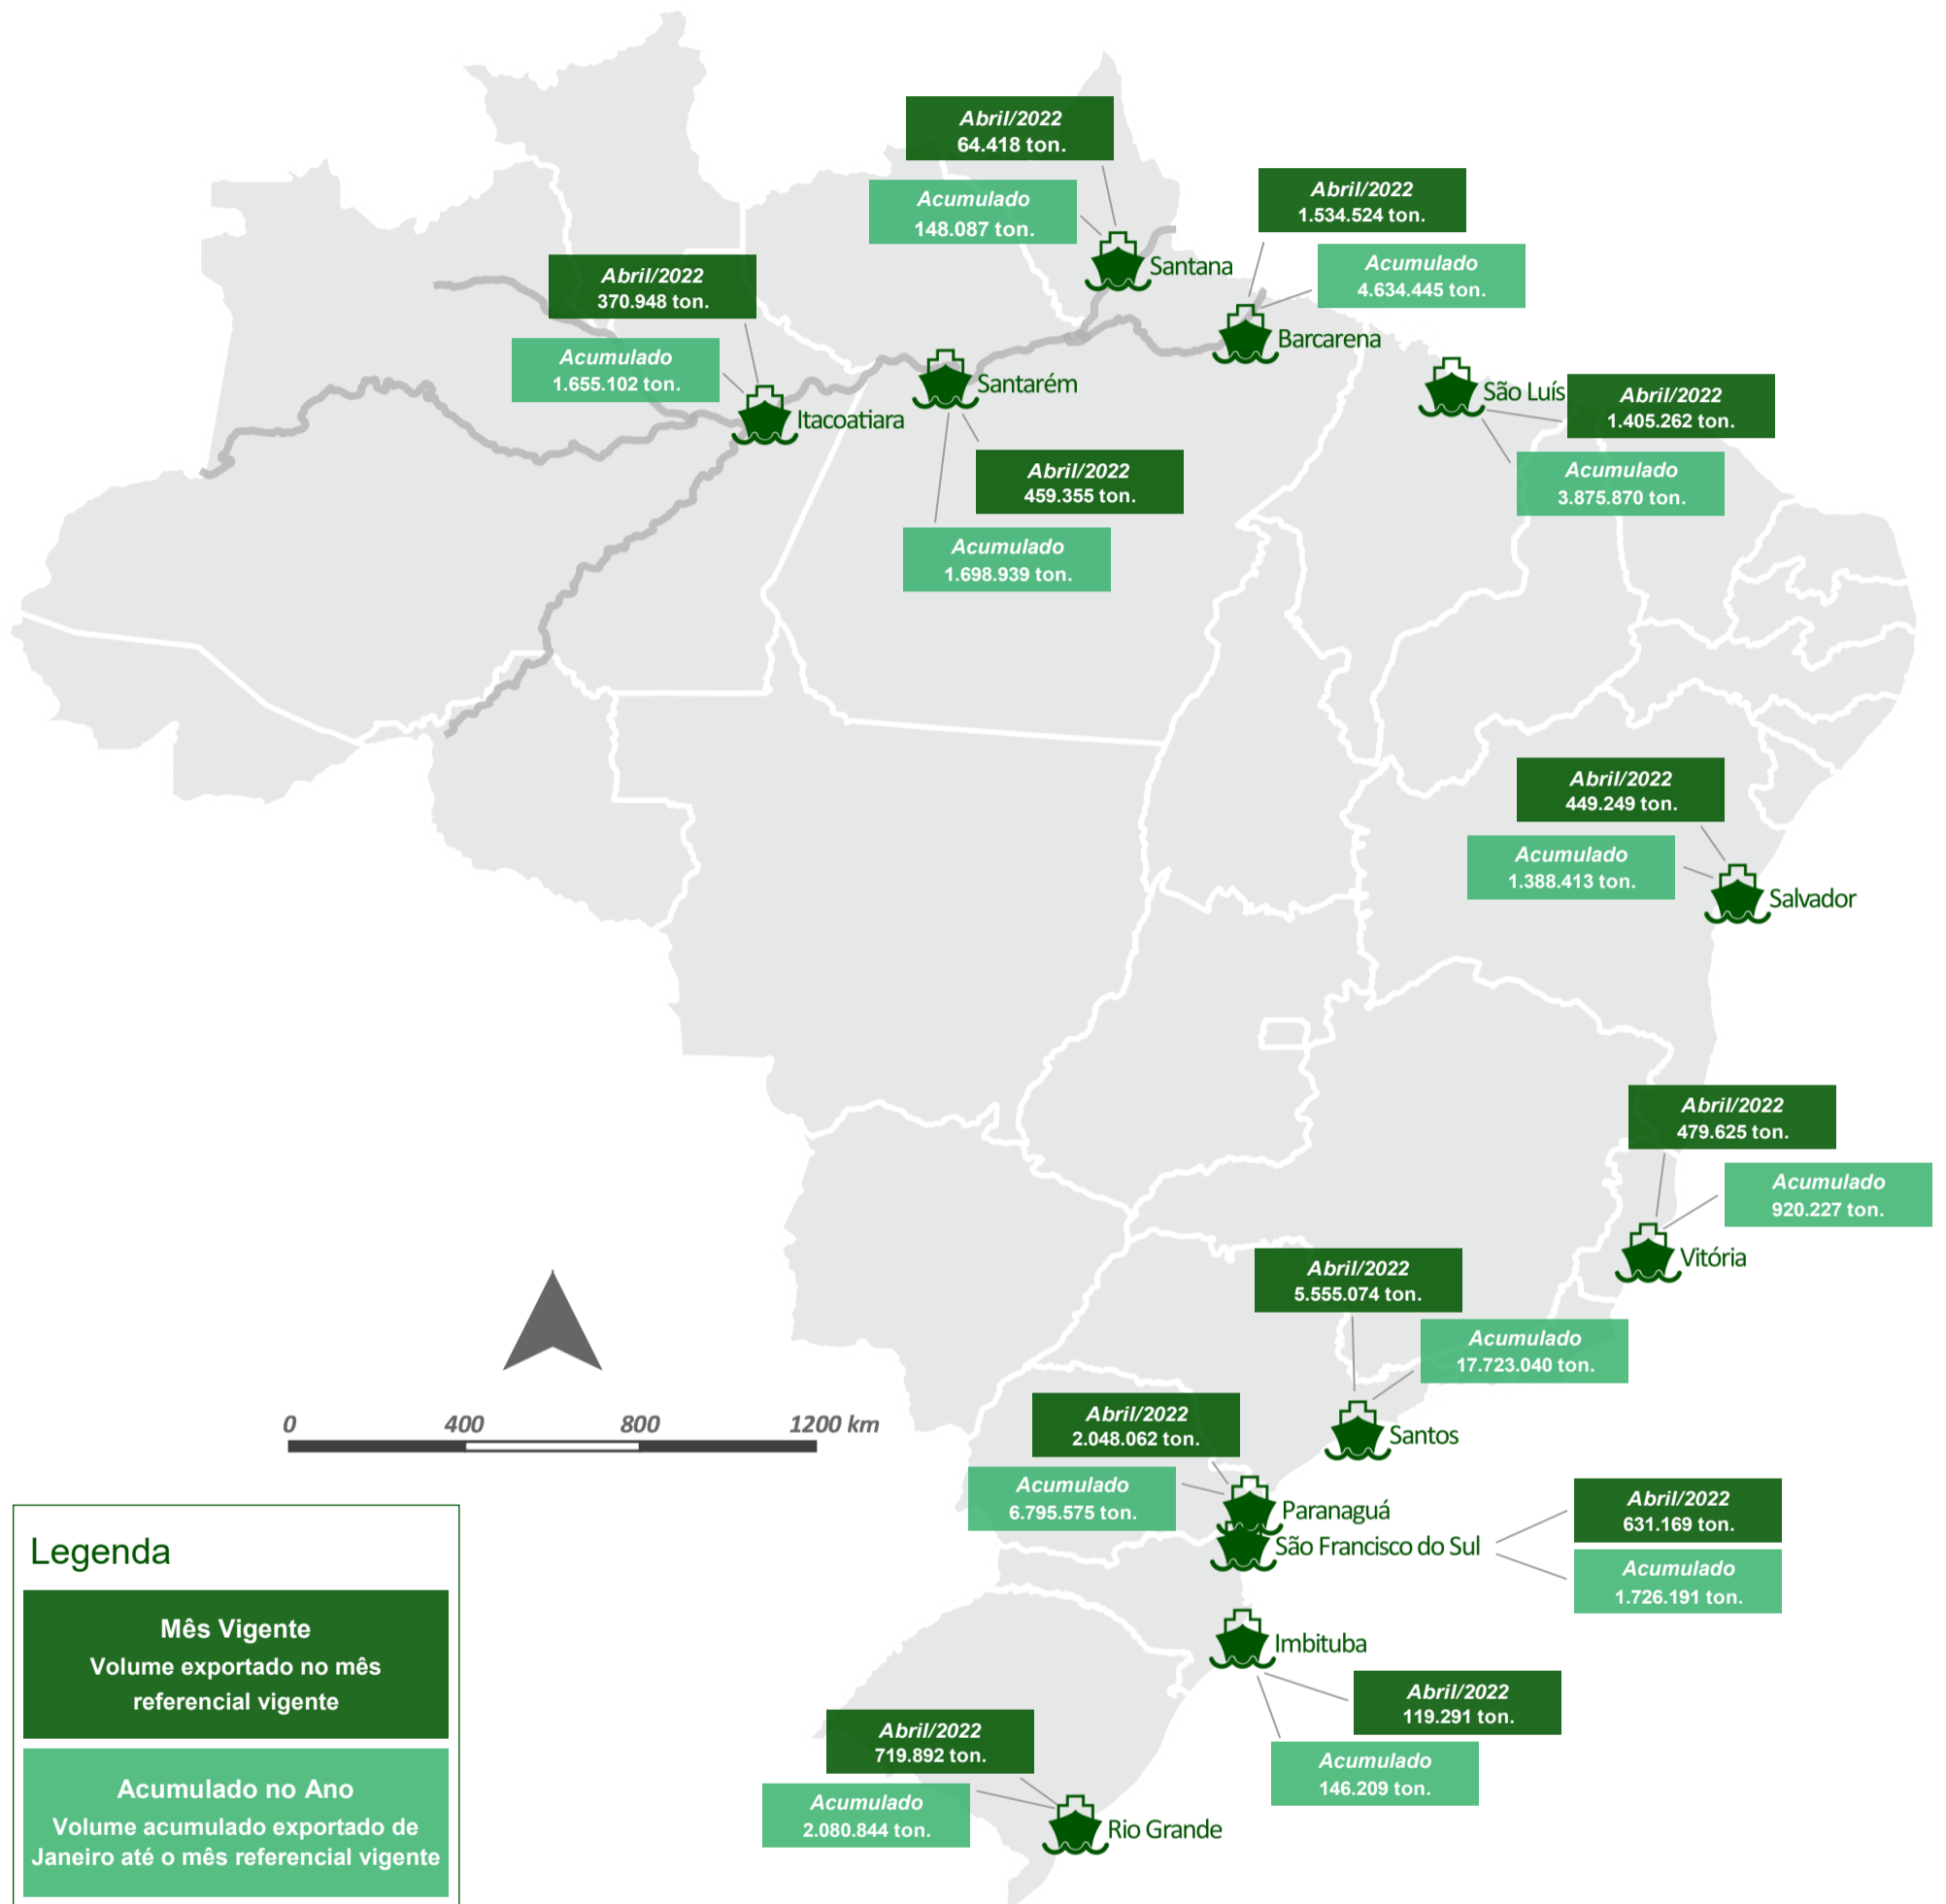 Abril/2022
64.418 ton.
Acumulado
148.087 ton.
Santana
Abril/2022
1.534.524 ton.
Acumulado
4.634.445 ton.
Barcarena
Abril/2022
370.948 ton.
Acumulado
1.655.102 ton.
Itacoatiara
Santarém
Abril/2022
459.355 ton.
Acumulado
1.698.939 ton.
São Luís
Abril/2022
1.405.262 ton.
Acumulado
3.875.870 ton.
Abril/2022
449.249 ton.
Acumulado
1.388.413 ton.
Salvador
Abril/2022
479.625 ton.
Acumulado
920.227 ton.
Vitória
Abril/2022
5.555.074 ton.
Acumulado
17.723.040 ton.
Santos
Abril/2022
2.048.062 ton.
Acumulado
6.795.575 ton.
Paranaguá
São Francisco do Sul
Abril/2022
631.169 ton.
Acumulado
1.726.191 ton.
Imbituba
Abril/2022
119.291 ton.
Acumulado
146.209 ton.
Abril/2022
719.892 ton.
Acumulado
2.080.844 ton.
Rio Grande
0 400 800 1200 km
Legenda
Mês Vigente
Volume exportado no mês
referencial vigente
Acumulado no Ano
Volume acumulado exportado de
Janeiro até o mês referencial vigente